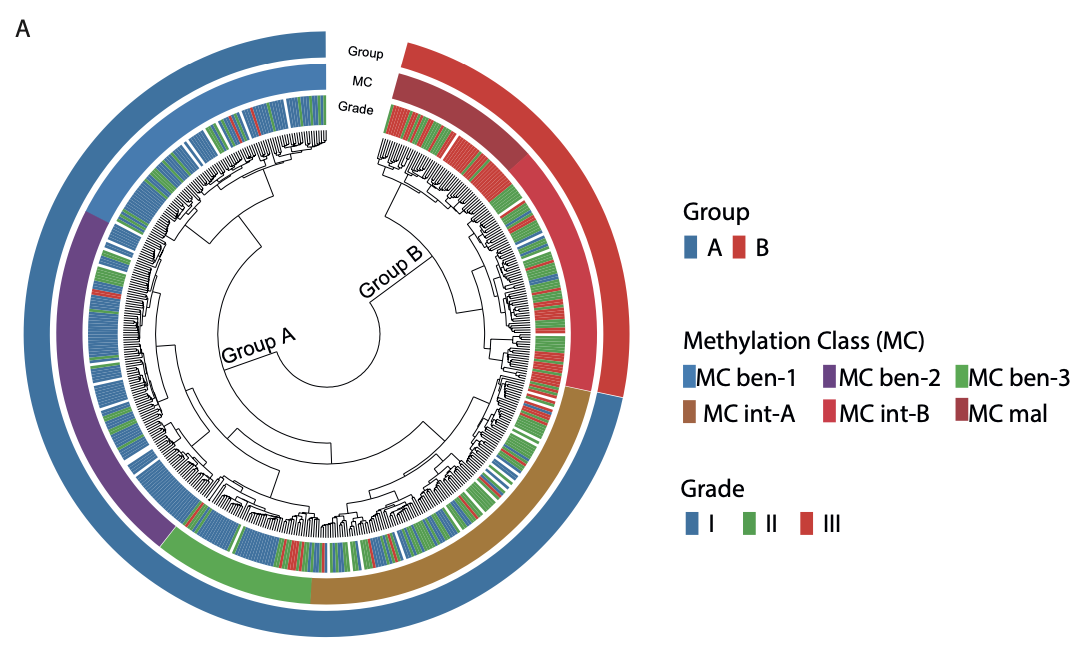 A
Group
MC
Grade
Group B
Group A
Group
A B
Methylation Class (MC)
MC ben-1 MC ben-2 MC ben-3
MC int-A MC int-B MC mal
Grade
I II III